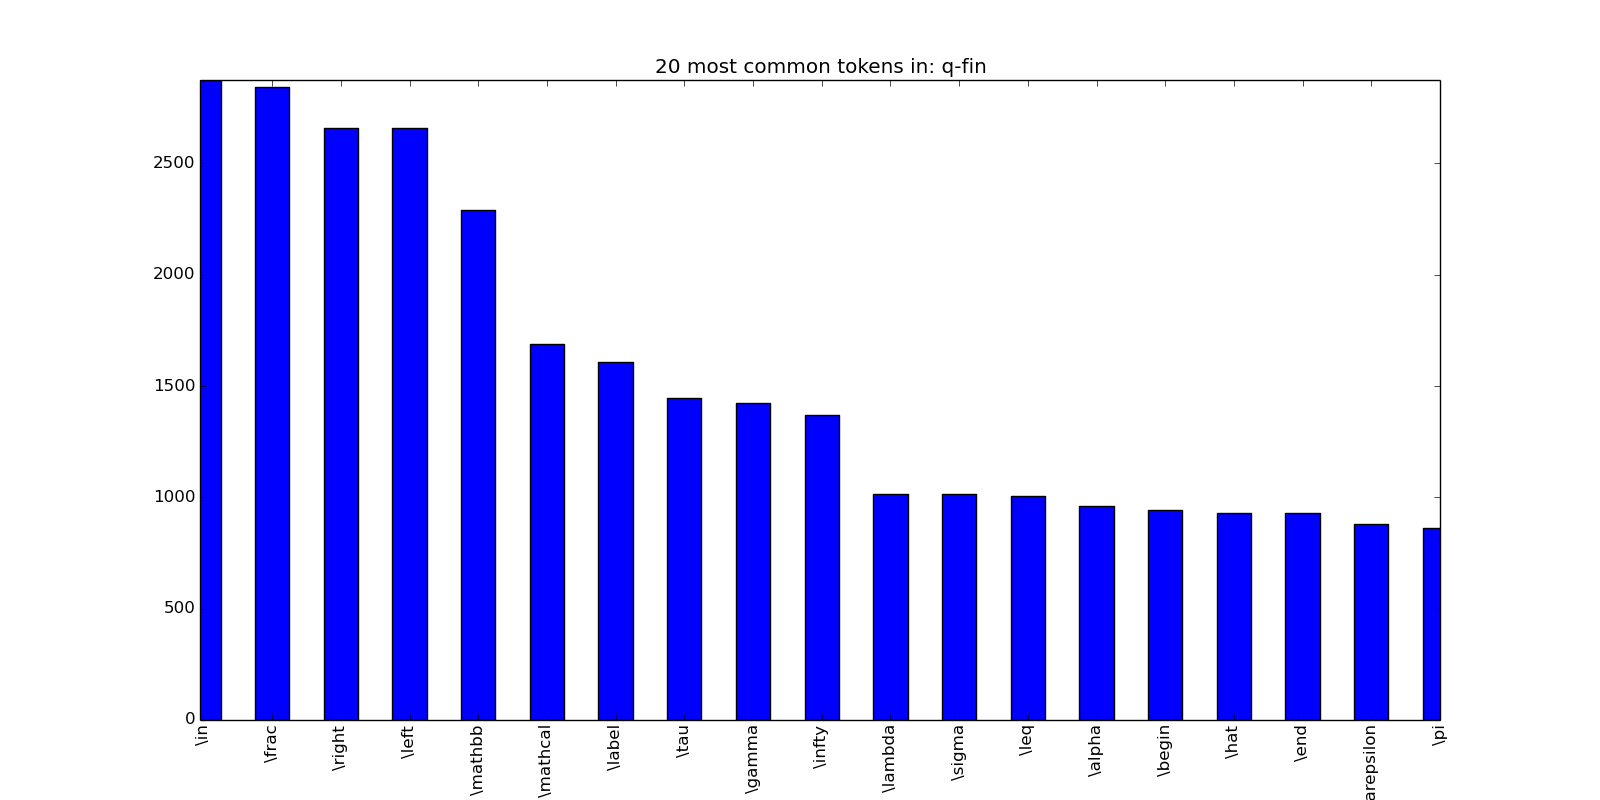 20 most common tokens in: q-fin
2500
2000
1500
1000
500
0
\in
\frac
\right
\left
\mathbb
\mathcal
\label
\tau
\gamma
\infty
\lambda
\sigma
\leq
\alpha
\begin
\hat
\end
arepsilon
\pi